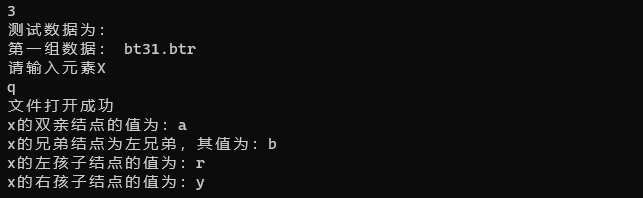 3
测试数据为:
第一组数据: bt31.btr
请输入元素X
q
文件打开成功
x的双亲结点的值为: a
x的兄弟结点为左兄弟, 其值为: b
x的左孩子结点的值为: r
x的右孩子结点的值为: y